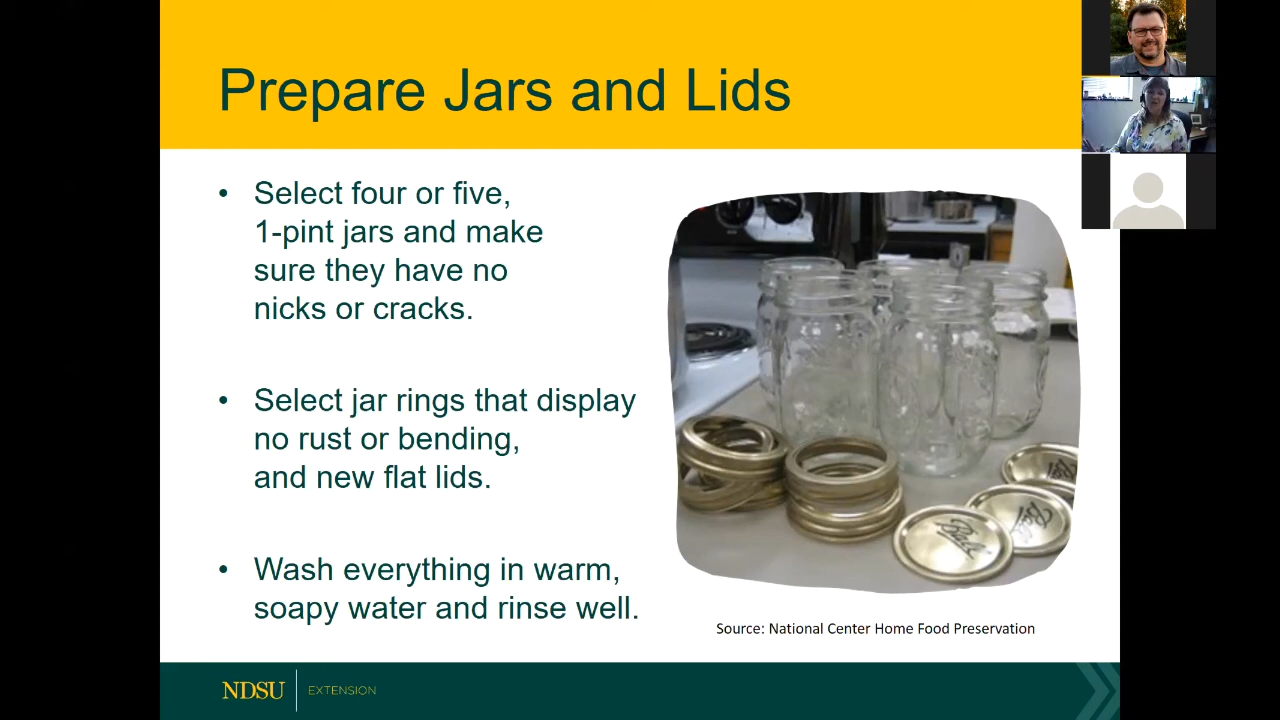 Prepare Jars and Lids
• Select four or five,
1-pint jars and make
sure they have no
nicks or cracks.
• Select jar rings that display
no rust or bending,
and new flat lids.
• Wash everything in warm,
soapy water and rinse well.
Ball
Ball
Source: National Center Home Food Preservation
NDSU EXTENSION